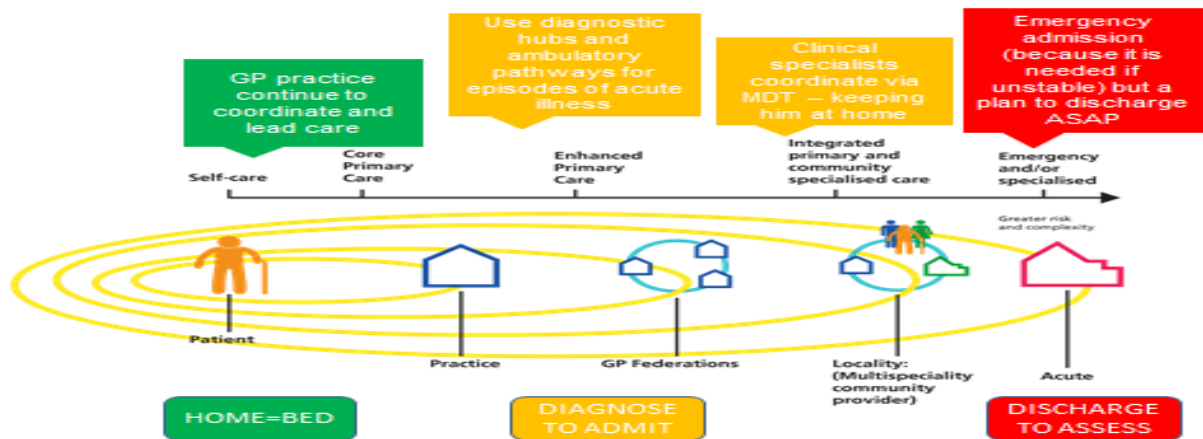 GP practice
continue to
coordinate and
lead care
Use diagnostic
hubs and
ambulatory
pathways for
episodes of acute
illness
Clinical
specialists
coordinate via
MDT – keeping
him at home
Emergency
admission
(because it is
needed if
unstable) but a
plan to discharge
ASAP
Self-care
Core
Primary
Care
Enhanced
Primary
Care
Integrated
primary and
community
specialised care
Emergency
and/or
specialised
Greater risk
and complexity
Patient
Practice
GP Federations
Locality:
(Multispeciality
community
provider)
Acute
HOME=BED
DIAGNOSE
TO ADMIT
DISCHARGE
TO ASSESS